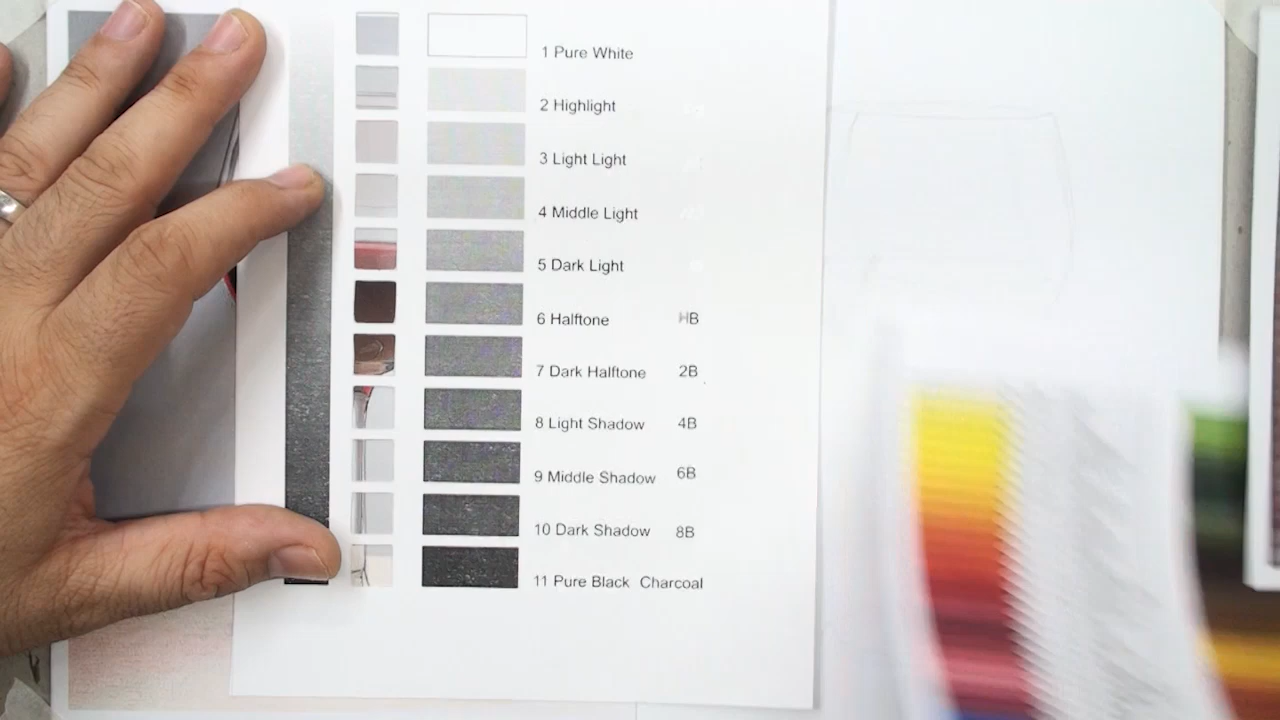 1 Pure White
2 Highlight
3 Light Light
4 Middle Light
5 Dark Light
6 Halftone HB
7 Dark Halftone 2B
8 Light Shadow 4B
9 Middle Shadow 6B
10 Dark Shadow 8B
11 Pure Black Charcoal